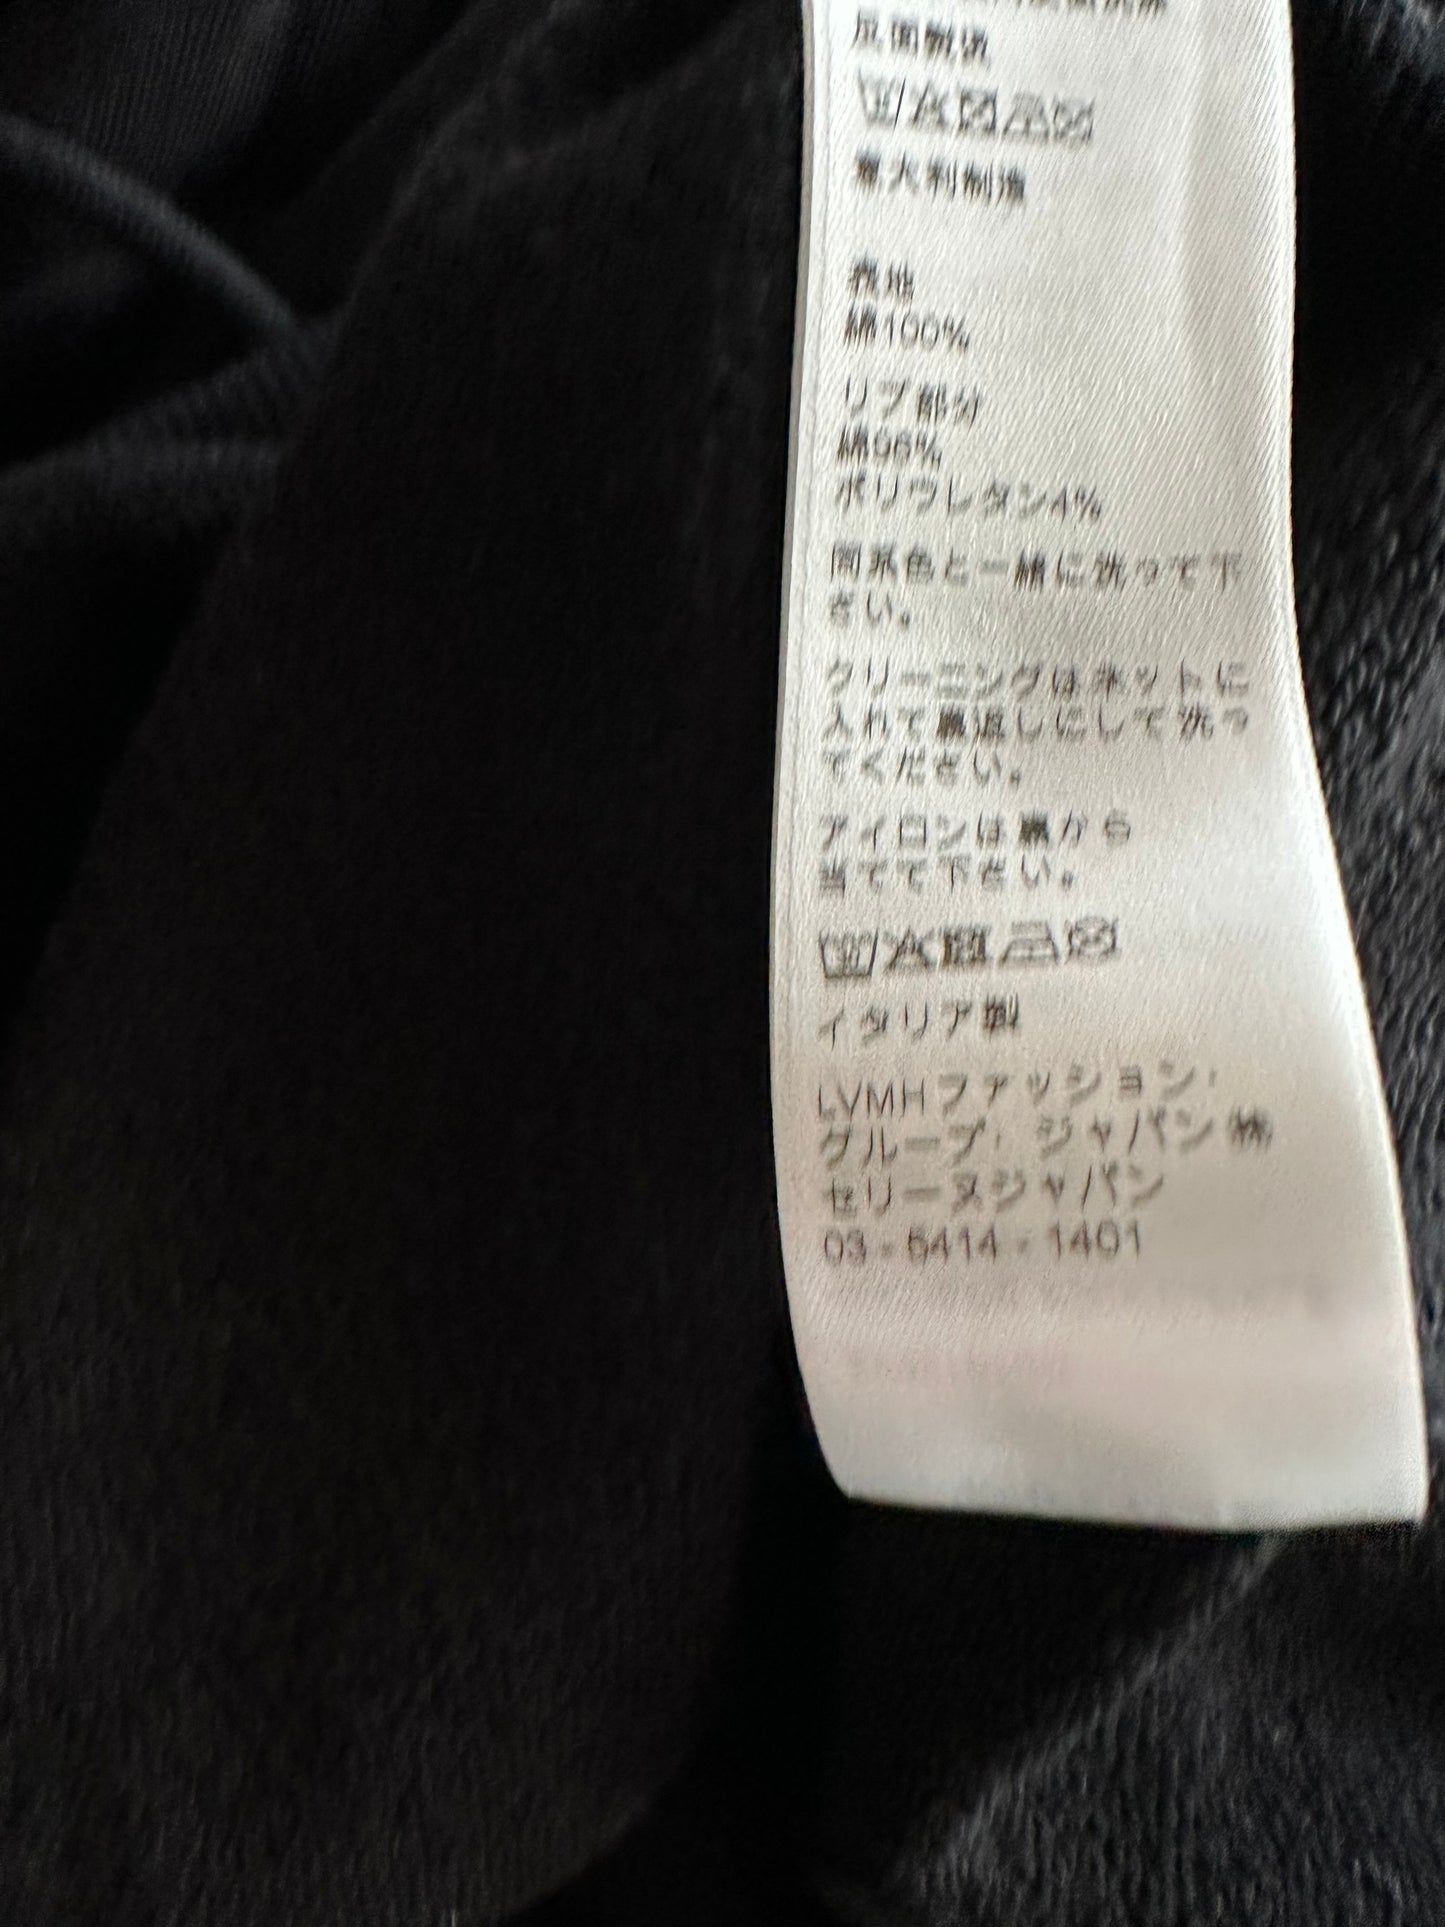 反面熨烫
意大利制造
表地
綿100%
リブ部分
綿96%
ポリウレタン4%
同系色と一緒に洗って下
さい。
クリーニングはネットに
入れて裏返しにして洗っ
てください。
アイロンは裏から
当てて下さい。
イタリア製
LVMHファッション・
グループ・ジャパン㈱
セリーヌジャパン
03-5414-1401